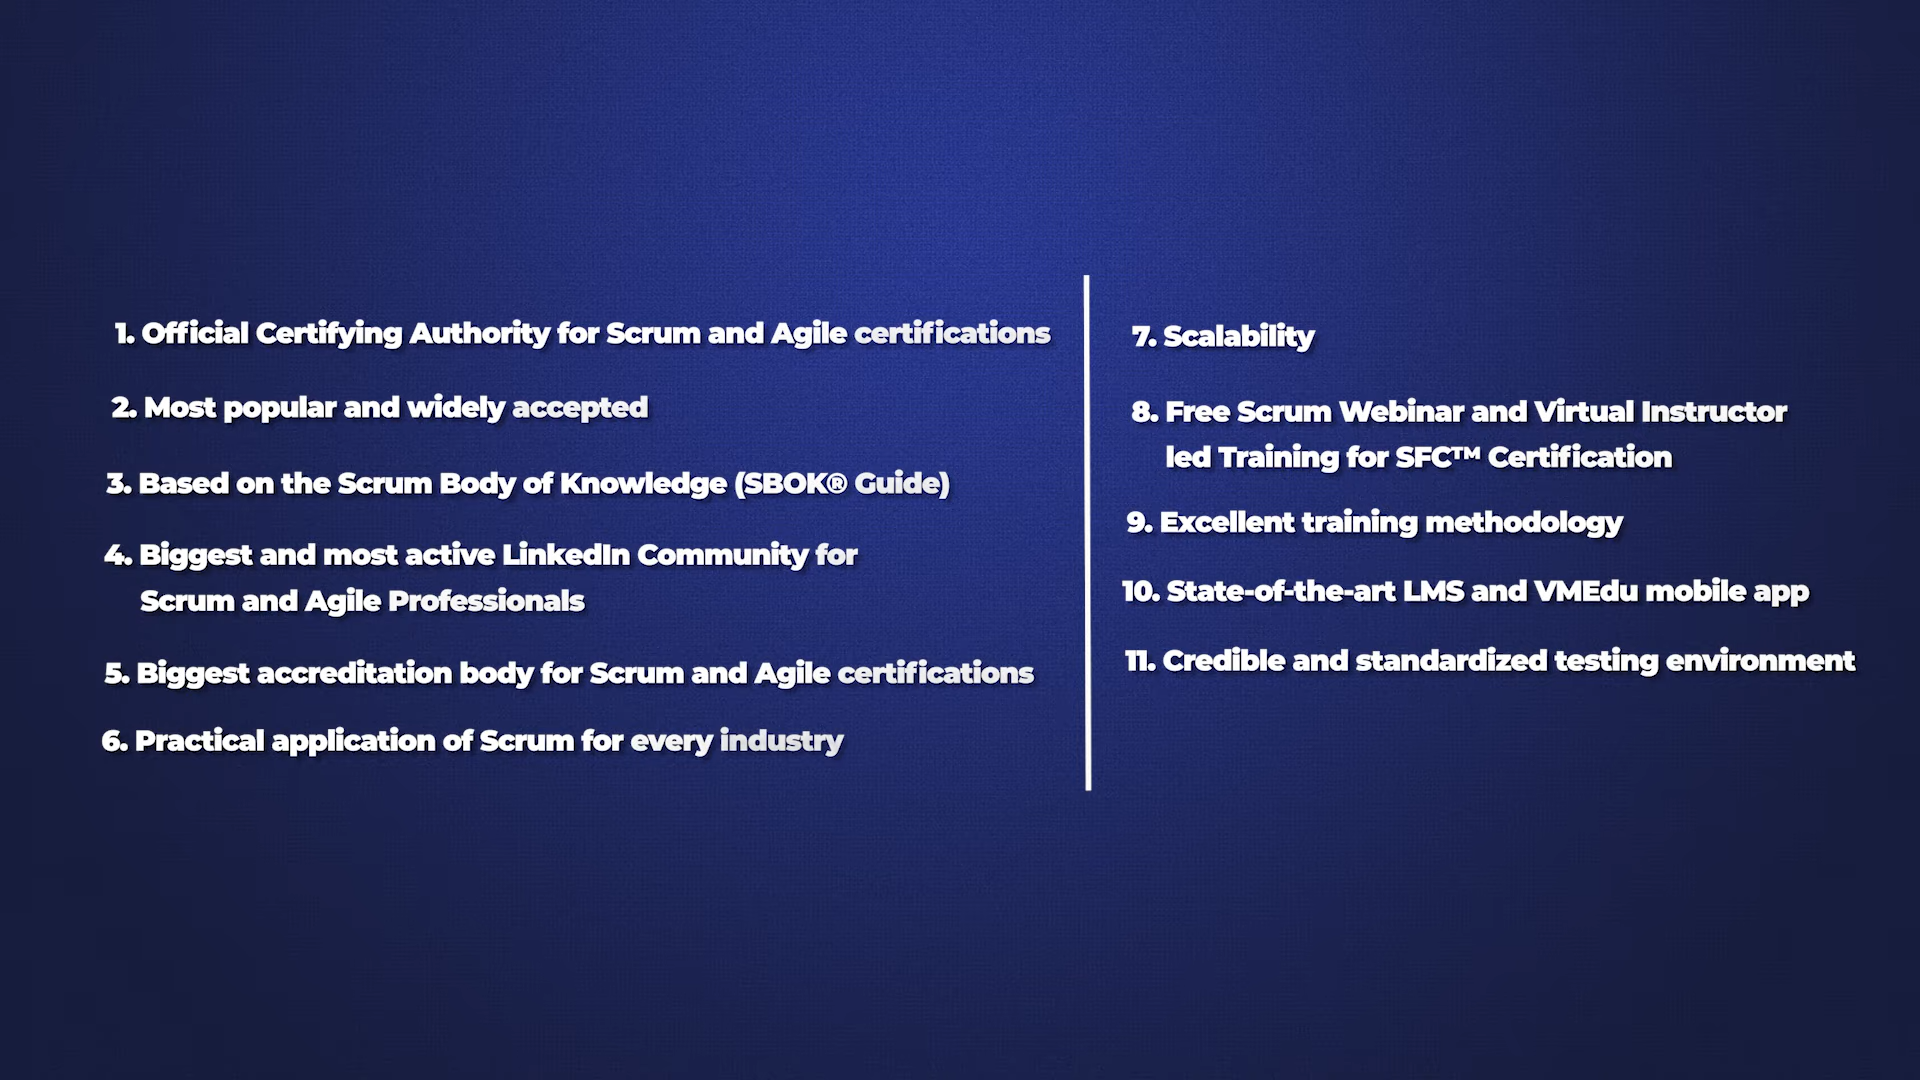 1. Official Certifying Authority for Scrum and Agile certifications
2. Most popular and widely accepted
3. Based on the Scrum Body of Knowledge (SBOK® Guide)
4. Biggest and most active LinkedIn Community for
Scrum and Agile Professionals
5. Biggest accreditation body for Scrum and Agile certifications
6. Practical application of Scrum for every industry
7. Scalability
8. Free Scrum Webinar and Virtual Instructor
led Training for SFC™ Certification
9. Excellent training methodology
10. State-of-the-art LMS and VMEdu mobile app
11. Credible and standardized testing environment